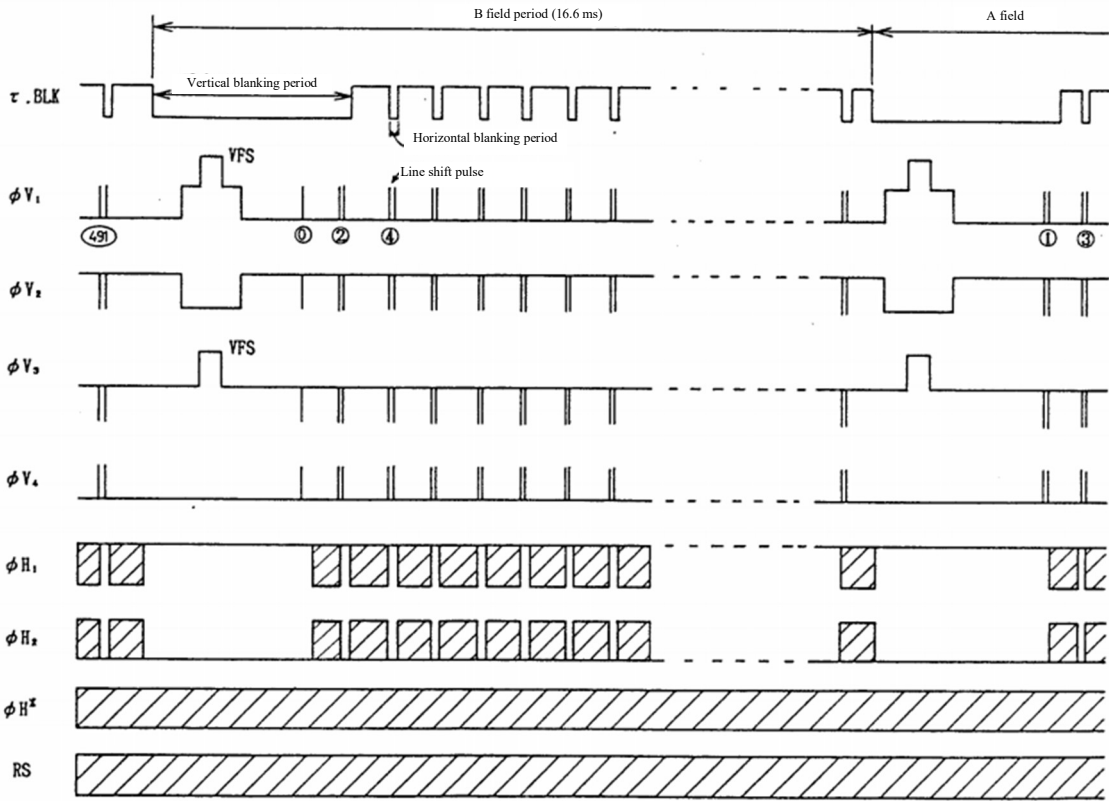 B field period (16.6 ms)
A field
τ .BLK
Vertical blanking period
Horizontal blanking period
φV₁
VFS
Line shift pulse
491
0
2
4
1
3
φV₂
φV₃
VFS
φV₄
φH₁
φH₂
φH*
RS